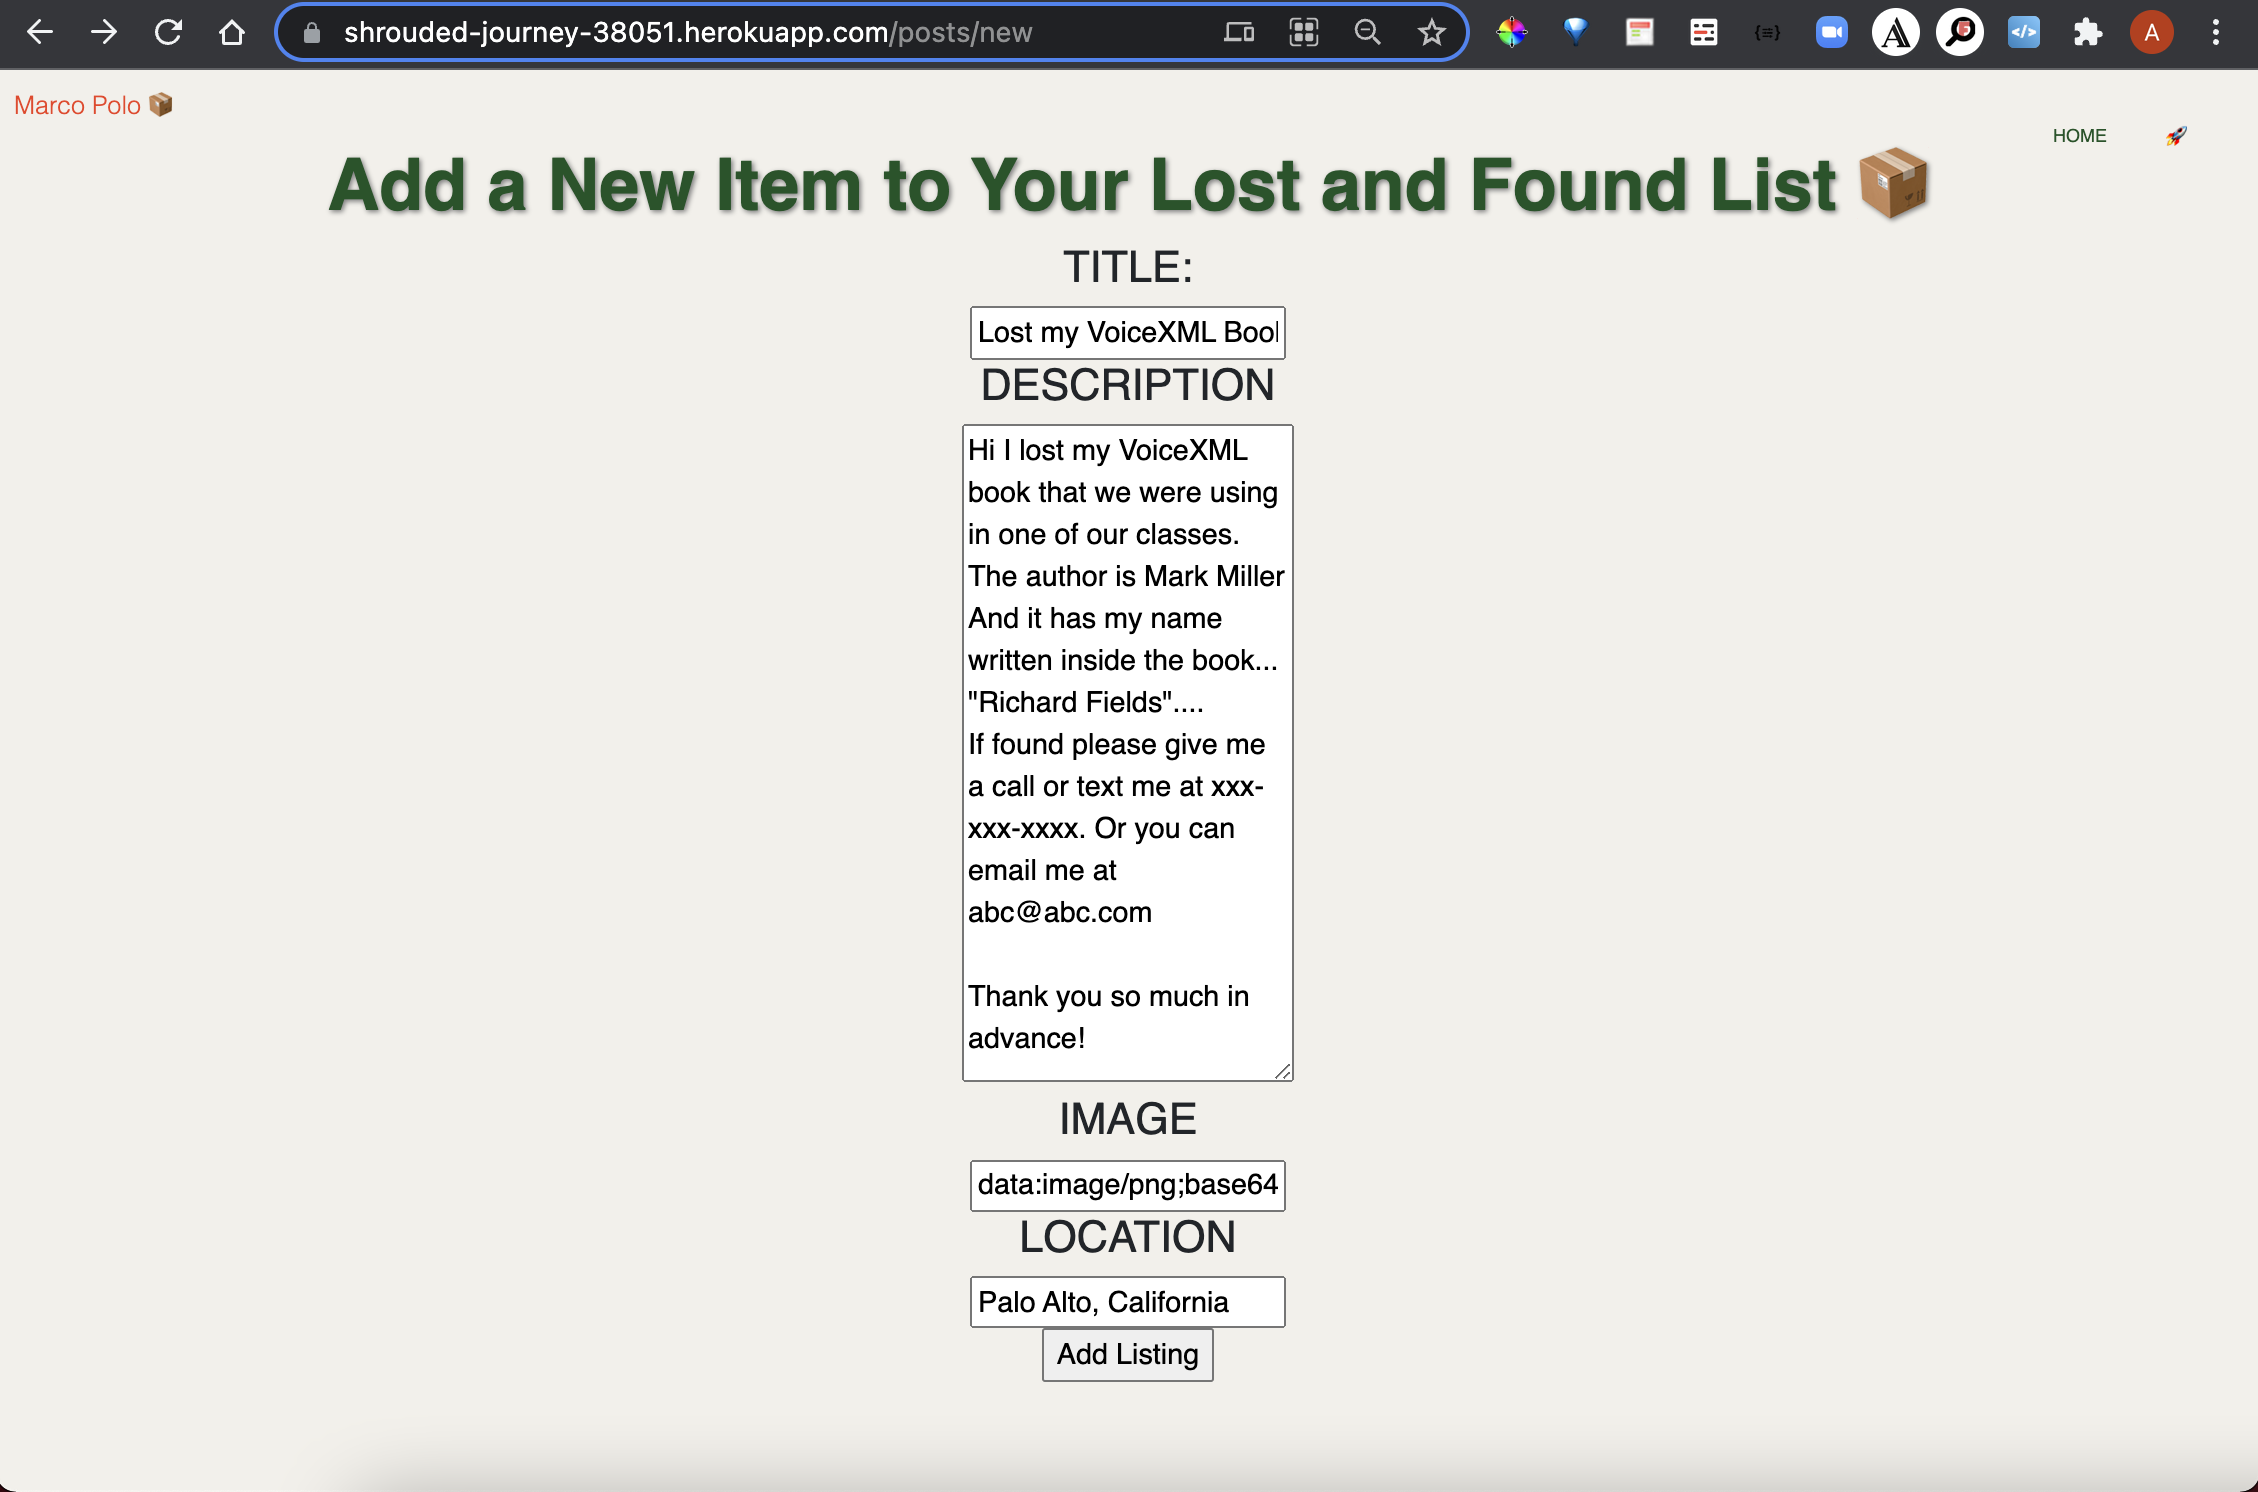 shrouded-journey-38051.herokuapp.com/posts/new
A
Marco Polo 📦
HOME 🚀
Add a New Item to Your Lost and Found List 📦
TITLE:
Lost my VoiceXML Boo
DESCRIPTION
Hi I lost my VoiceXML
book that we were using
in one of our classes.
The author is Mark Miller
And it has my name
written inside the book...
"Richard Fields"....
If found please give me
a call or text me at xxx-
xxx-xxxx. Or you can
email me at
abc@abc.com
Thank you so much in
advance!
IMAGE
data:image/png;base64
LOCATION
Palo Alto, California
Add Listing